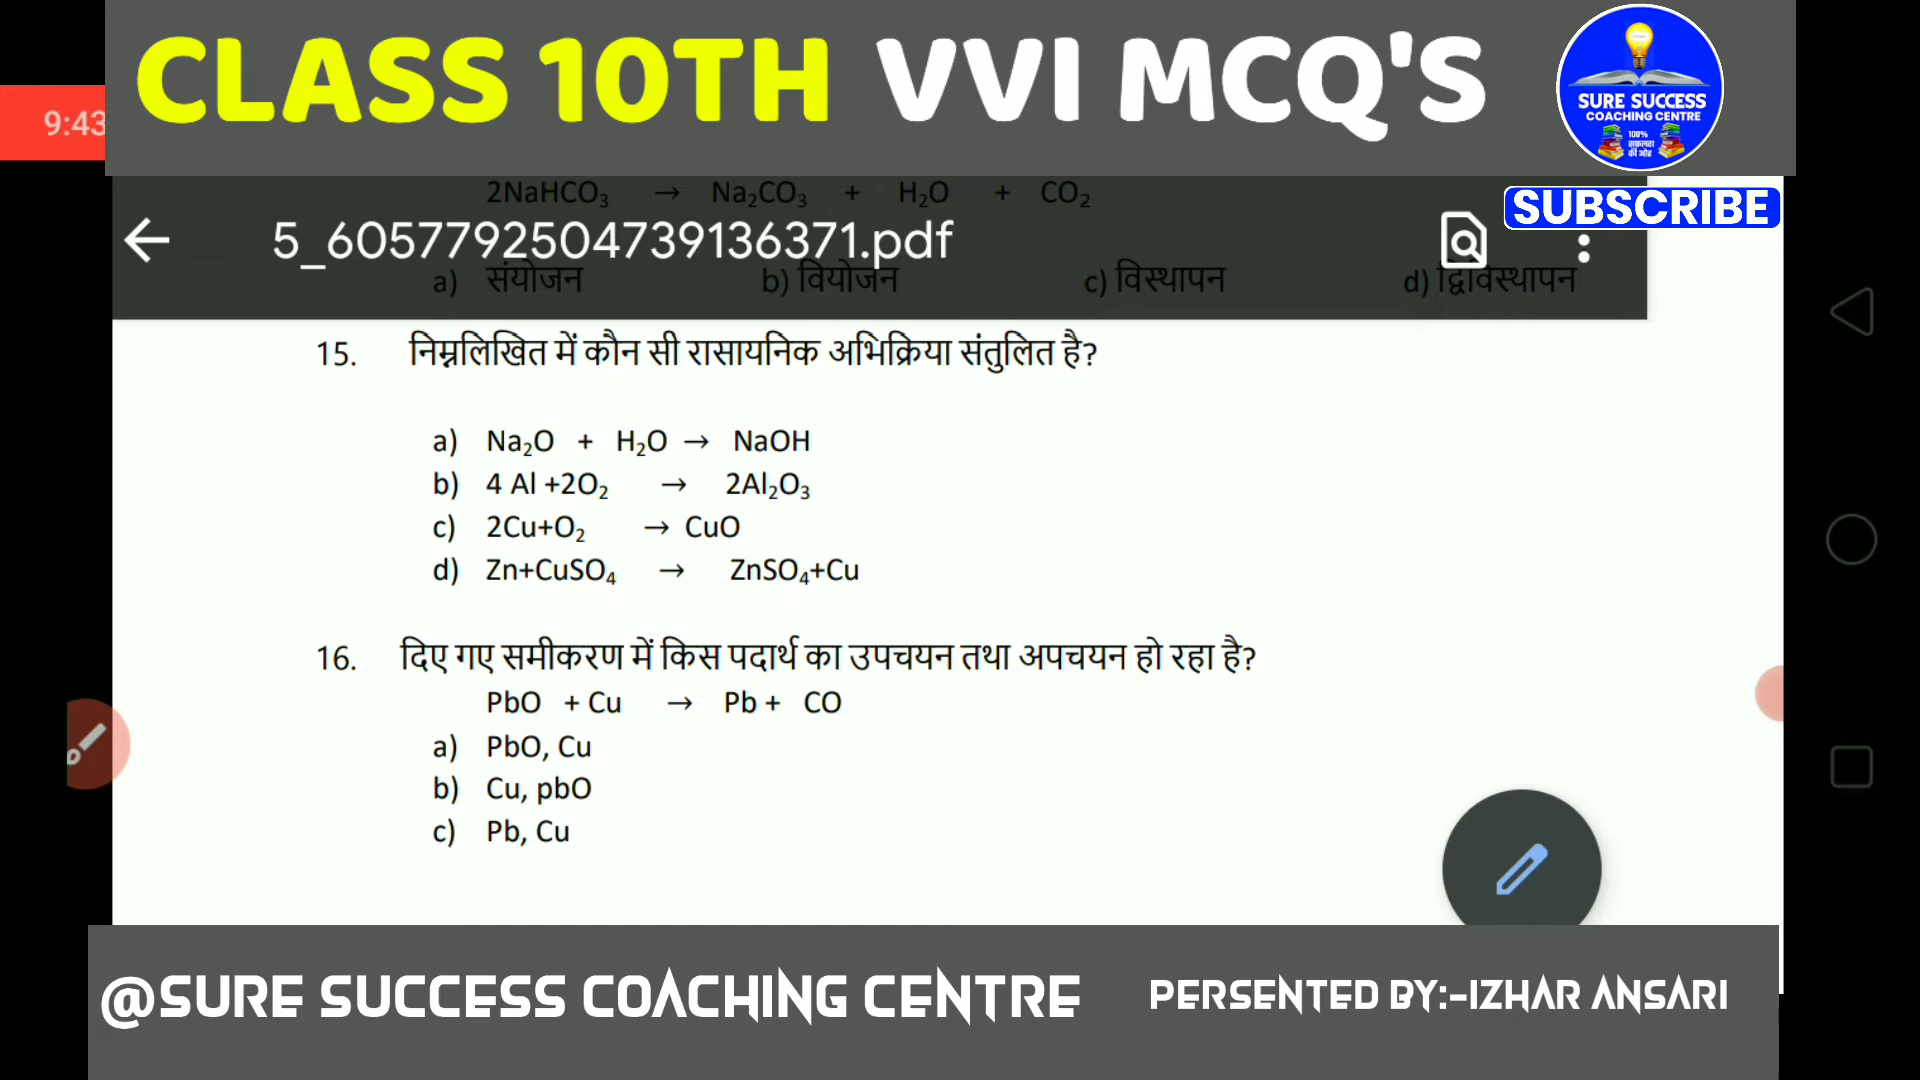 CLASS 10TH VVI MCQ'S
SURE SUCCESS
COACHING CENTRE
100%
सफलता
की ओर
9:43
SUBSCRIBE
2NaHCO₃ → Na₂CO₃ + H₂O + CO₂
5_6057792504739136371.pdf
a) संयोजन b) वियोजन c) विस्थापन d) द्विविस्थापन
15. निम्नलिखित में कौन सी रासायनिक अभिक्रिया संतुलित है?
a) Na₂O + H₂O → NaOH
b) 4 Al +2O₂ → 2Al₂O₃
c) 2Cu+O₂ → CuO
d) Zn+CuSO₄ → ZnSO₄+Cu
16. दिए गए समीकरण में किस पदार्थ का उपचयन तथा अपचयन हो रहा है?
PbO + Cu → Pb + CO
a) PbO, Cu
b) Cu, pbO
c) Pb, Cu
@SURE SUCCESS COACHING CENTRE PERSENTED BY:-IZHAR ANSARI